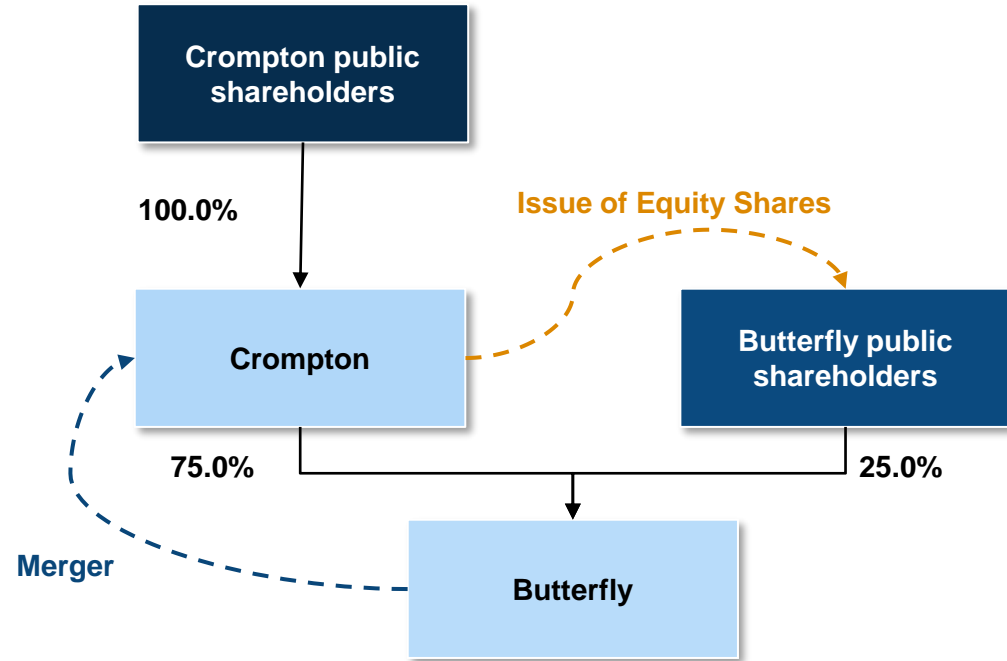 Crompton public
shareholders
100.0%
Issue of Equity Shares
Crompton
Butterfly public
shareholders
75.0%
25.0%
Merger
Butterfly